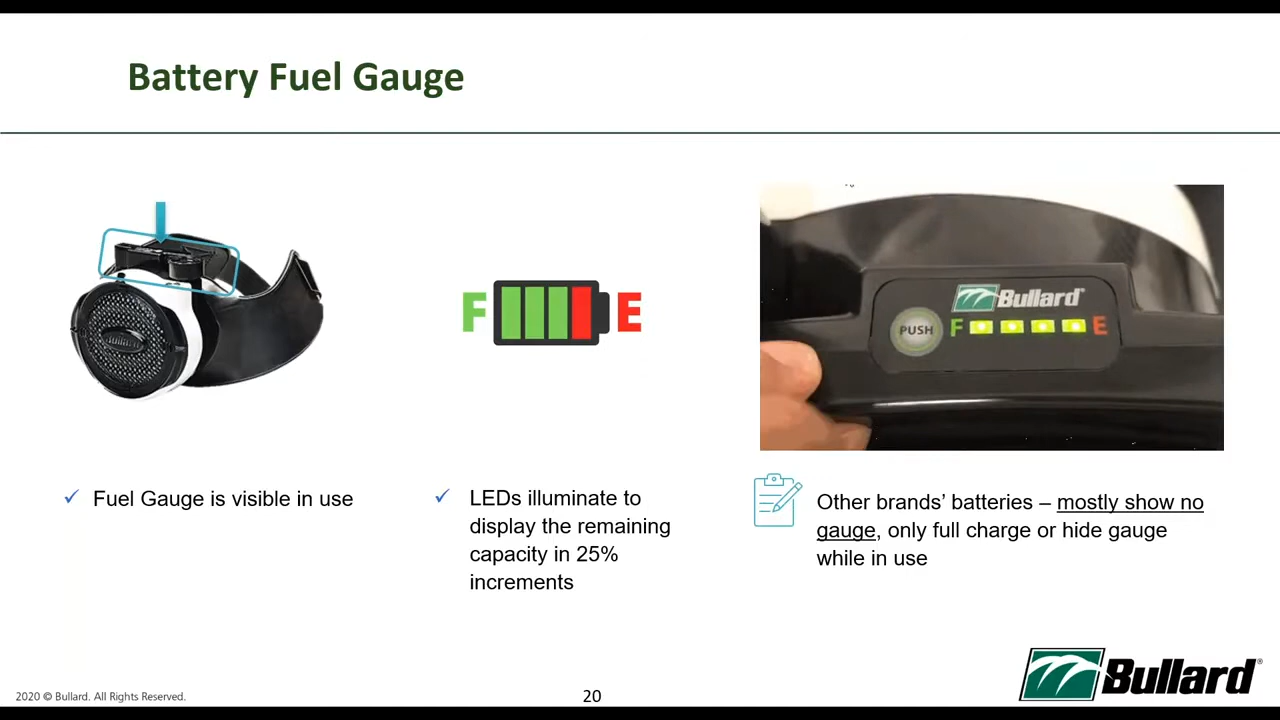 Battery Fuel Gauge
F E
Bullard
PUSH F E
Fuel Gauge is visible in use
LEDs illuminate to
display the remaining
capacity in 25%
increments
Other brands’ batteries – mostly show no
gauge, only full charge or hide gauge
while in use
2020 © Bullard. All Rights Reserved.
20
Bullard®